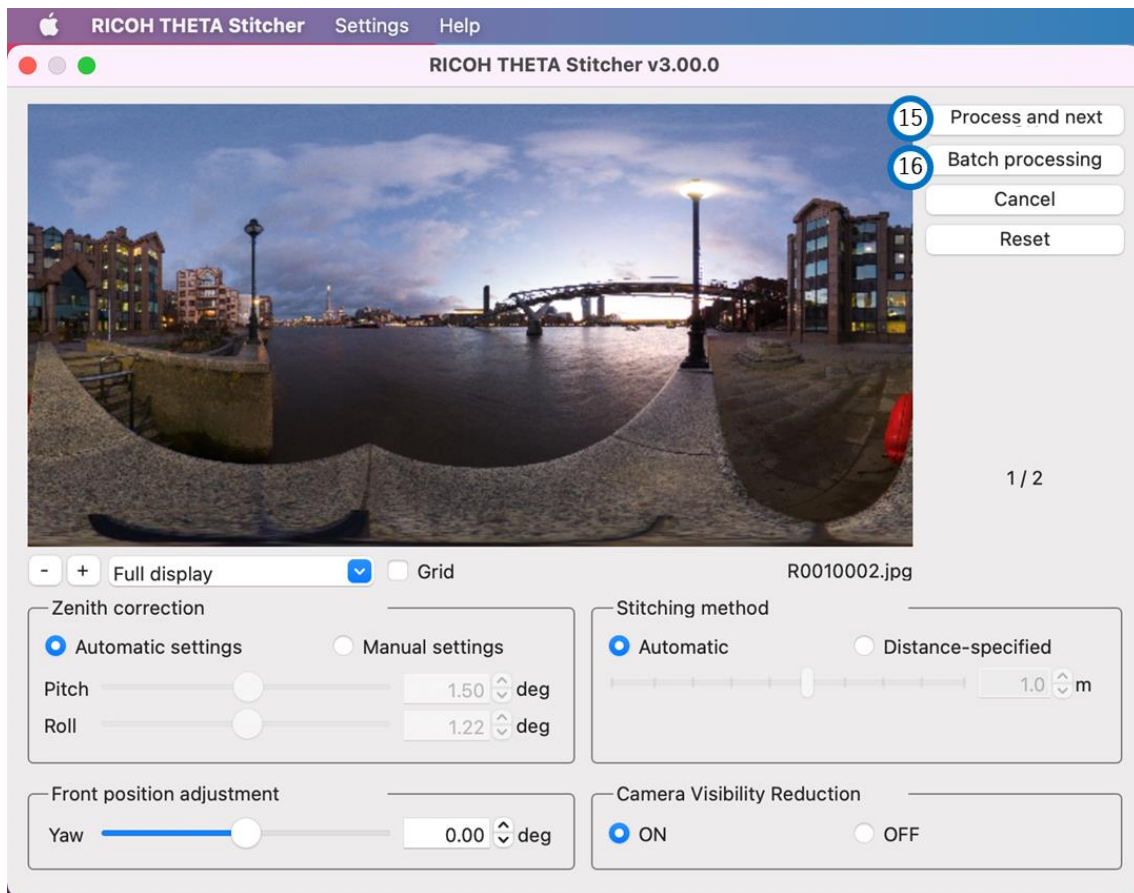 RICOH THETA Stitcher Settings Help
RICOH THETA Stitcher v3.00.0
15 Process and next
16 Batch processing
Cancel
Reset
1 / 2
- + Full display Grid R0010002.jpg
Zenith correction
Automatic settings Manual settings
Pitch 1.50 deg
Roll 1.22 deg
Stitching method
Automatic Distance-specified
1.0 m
Front position adjustment
Yaw 0.00 deg
Camera Visibility Reduction
ON OFF